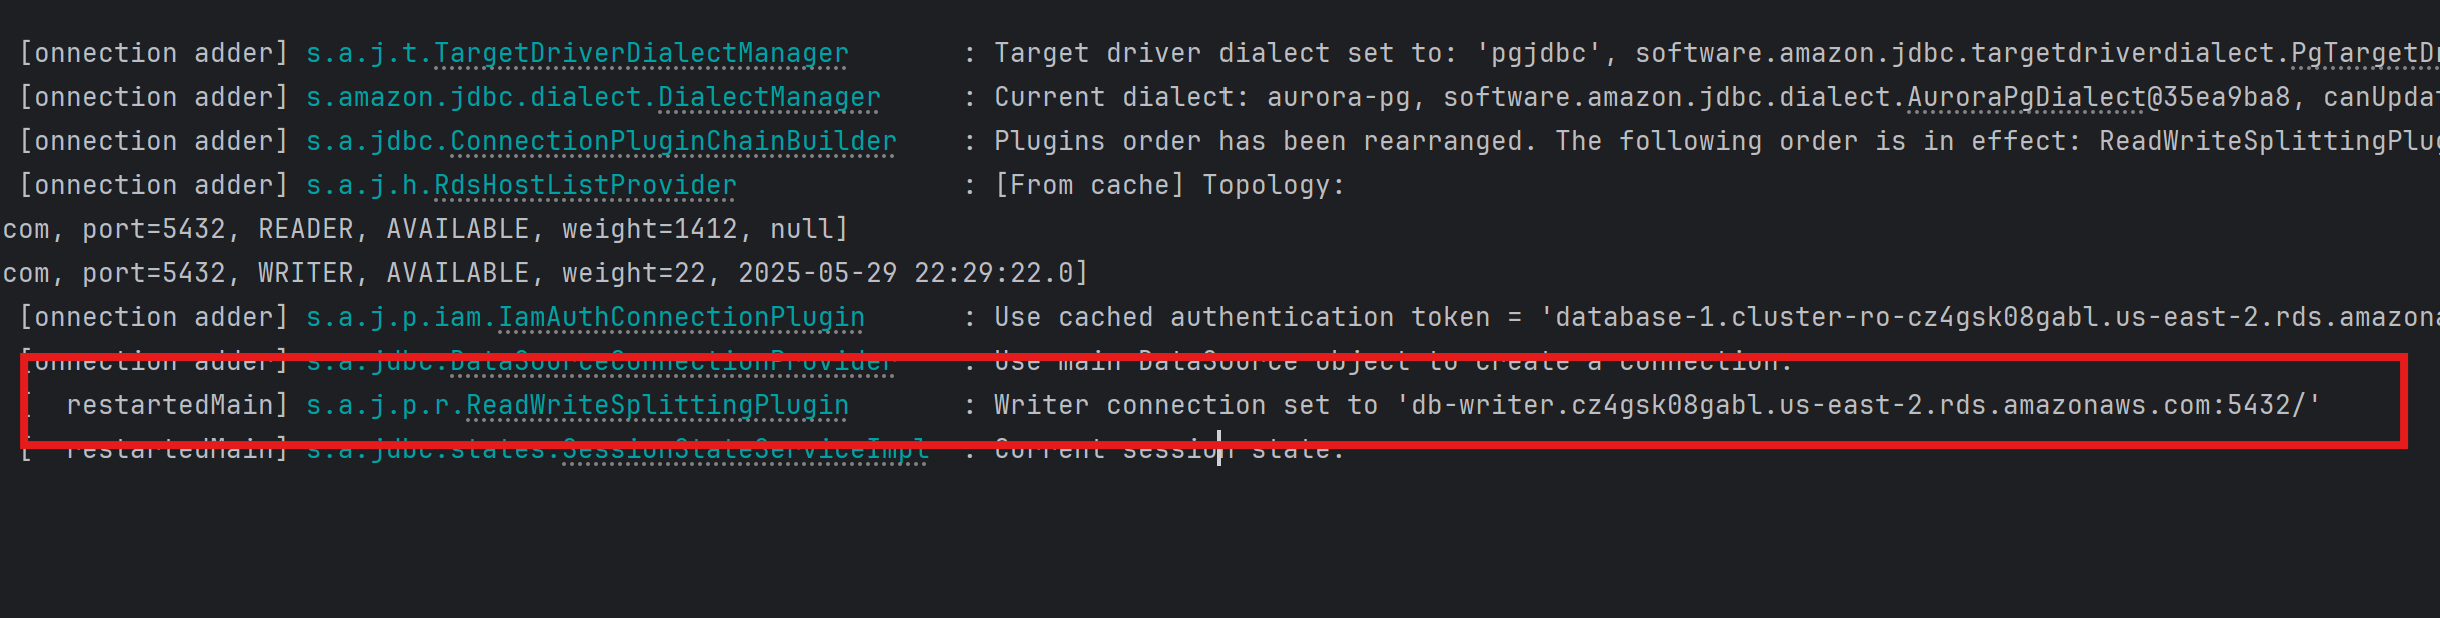 [onnection adder] s.a.j.t.TargetDriverDialectManager : Target driver dialect set to: 'pgjdbc', software.amazon.jdbc.targetdriverdialect.PgTargetDr
[onnection adder] s.amazon.jdbc.dialect.DialectManager : Current dialect: aurora-pg, software.amazon.jdbc.dialect.AuroraPgDialect@35ea9ba8, canUpdat
[onnection adder] s.a.jdbc.ConnectionPluginChainBuilder : Plugins order has been rearranged. The following order is in effect: ReadWriteSplittingPlug
[onnection adder] s.a.j.h.RdsHostListProvider : [From cache] Topology:
com, port=5432, READER, AVAILABLE, weight=1412, null]
com, port=5432, WRITER, AVAILABLE, weight=22, 2025-05-29 22:29:22.0]
[onnection adder] s.a.j.p.iam.IamAuthConnectionPlugin : Use cached authentication token = 'database-1.cluster-ro-cz4gsk08gabl.us-east-2.rds.amazona
[onnection adder] s.a.jdbc.DataSourceConnectionProvider : Use main DataSource object to create a connection.
[  restartedMain] s.a.j.p.r.ReadWriteSplittingPlugin : Writer connection set to 'db-writer.cz4gsk08gabl.us-east-2.rds.amazonaws.com:5432/'
[  restartedMain] s.a.jdbc.states.SessionStateServiceImpl : Current session state: